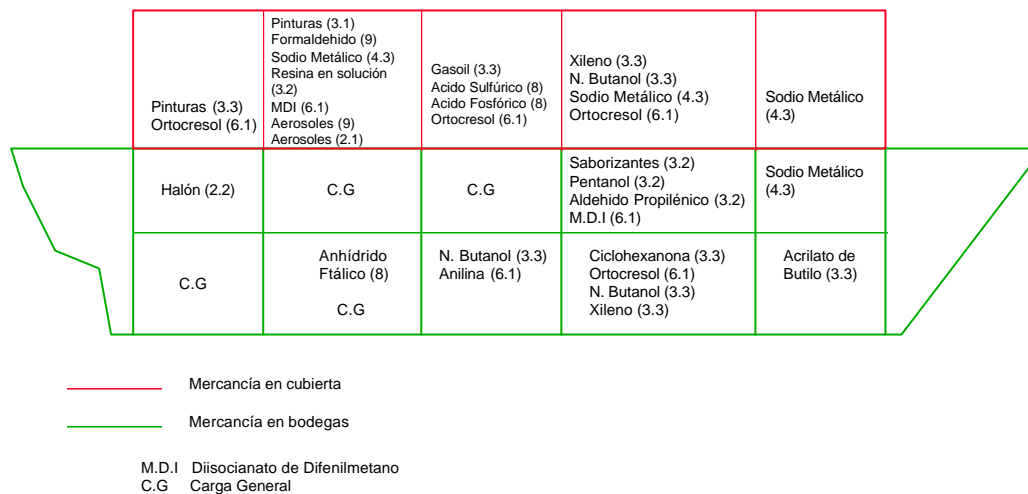 Pinturas (3.3)
Ortocresol (6.1)
Pinturas (3.1)
Formaldehido (9)
Sodio Metálico (4.3)
Resina en solución
(3.2)
MDI (6.1)
Aerosoles (9)
Aerosoles (2.1)
Gasoil (3.3)
Acido Sulfúrico (8)
Acido Fosfórico (8)
Ortocresol (6.1)
Xileno (3.3)
N. Butanol (3.3)
Sodio Metálico (4.3)
Ortocresol (6.1)
Sodio Metálico
(4.3)
Halón (2.2)
C.G
C.G
Saborizantes (3.2)
Pentanol (3.2)
Aldehido Propilénico (3.2)
M.D.I (6.1)
Sodio Metálico
(4.3)
C.G
Anhídrido
Ftálico (8)
C.G
N. Butanol (3.3)
Anilina (6.1)
Ciclohexanona (3.3)
Ortocresol (6.1)
N. Butanol (3.3)
Xileno (3.3)
Acrilato de
Butilo (3.3)
Mercancía en cubierta
Mercancía en bodegas
M.D.I Diisocianato de Difenilmetano
C.G Carga General